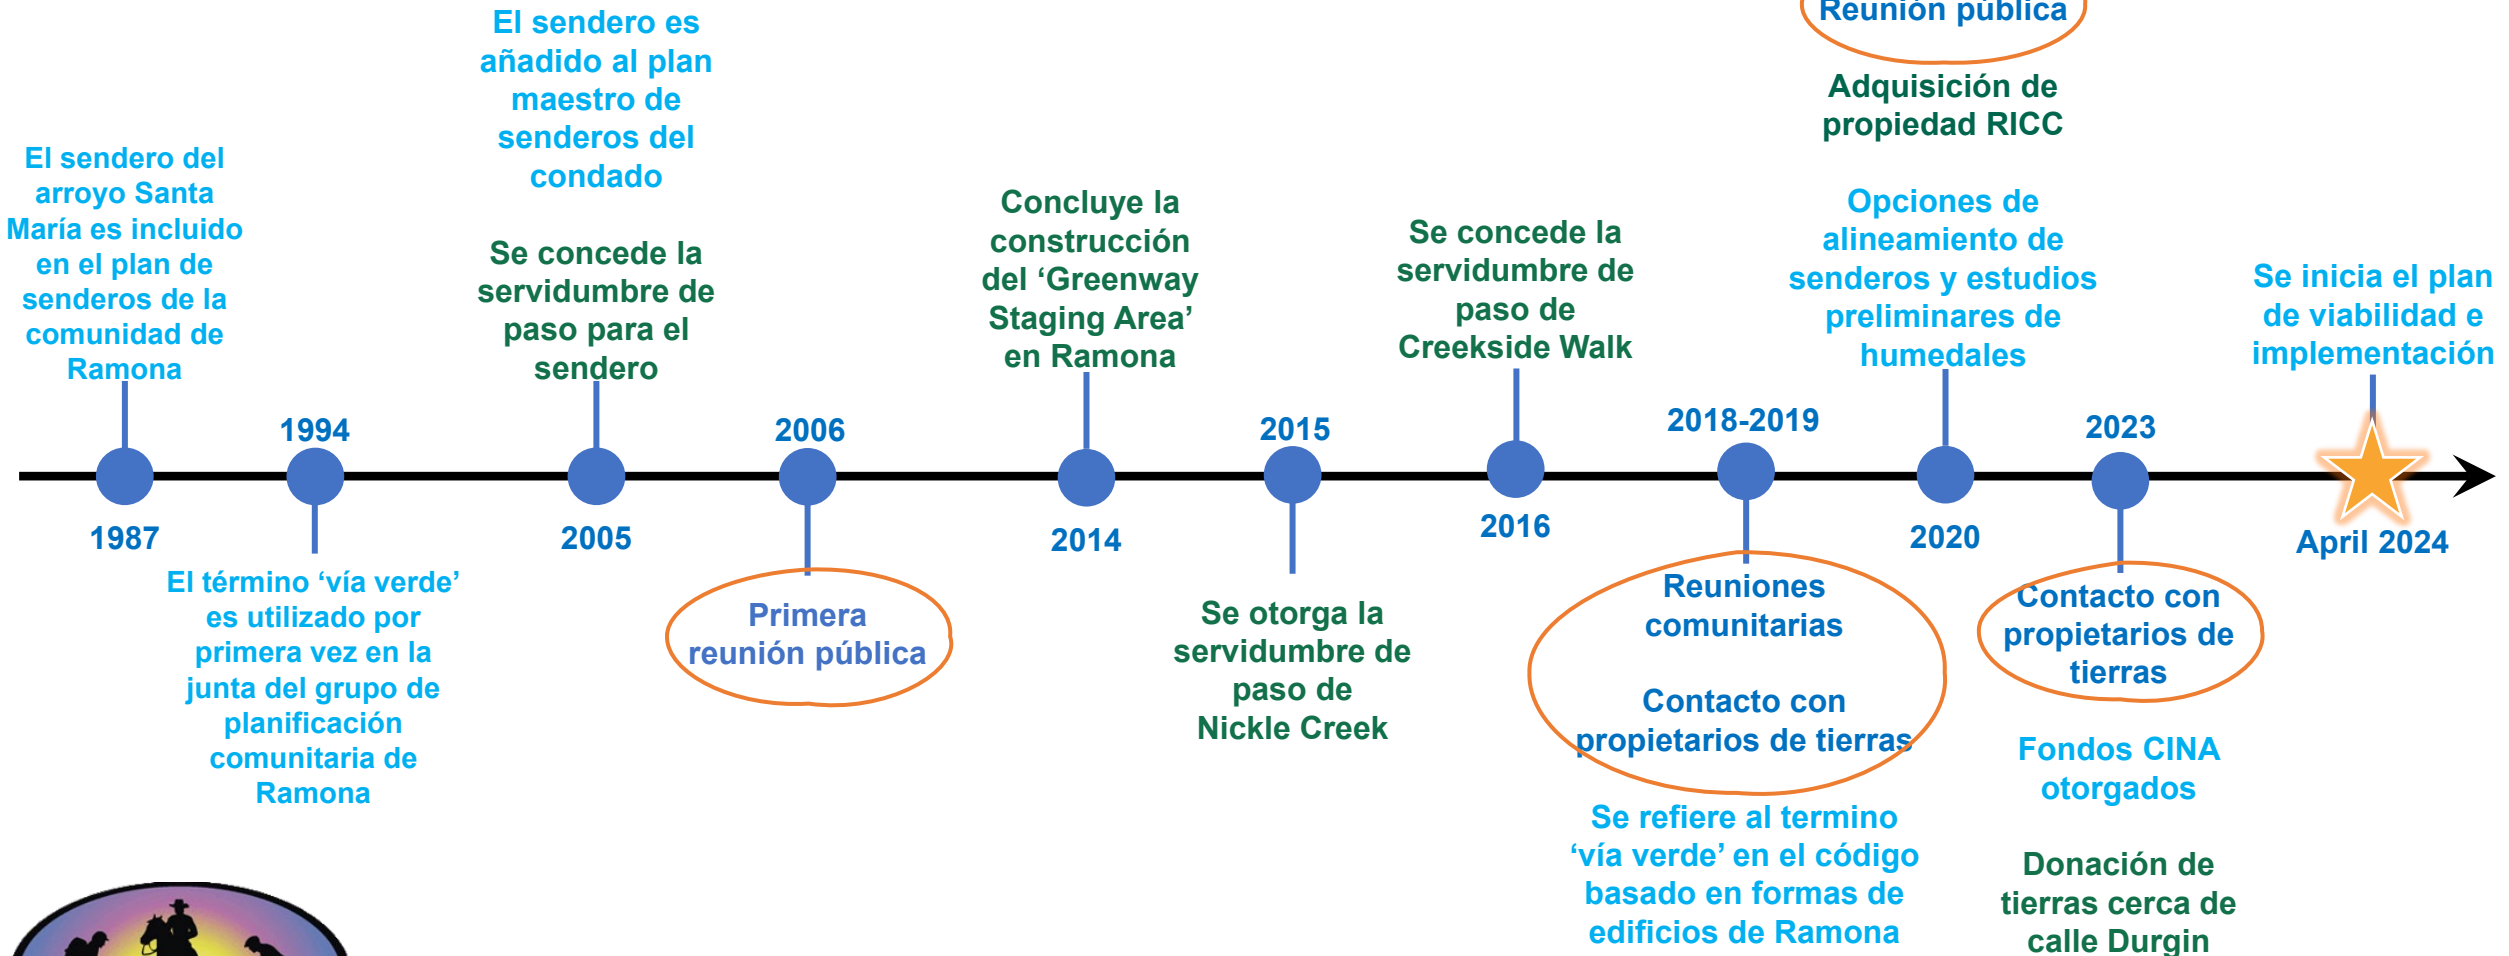 El sendero del
arroyo Santa
María es incluido
en el plan de
senderos de la
comunidad de
Ramona
1987
1994
El término ‘vía verde’
es utilizado por
primera vez en la
junta del grupo de
planificación
comunitaria de
Ramona
El sendero es
añadido al plan
maestro de
senderos del
condado
Se concede la
servidumbre de
paso para el
sendero
2005
2006
Primera
reunión pública
Concluye la
construcción
del ‘Greenway
Staging Area’
en Ramona
2014
2015
Se otorga la
servidumbre de
paso de
Nickle Creek
Se concede la
servidumbre de
paso de
Creekside Walk
2016
2018-2019
Reuniones
comunitarias
Contacto con
propietarios de tierras
Se refiere al termino
‘vía verde’ en el código
basado en formas de
edificios de Ramona
Reunión pública
Adquisición de
propiedad RICC
Opciones de
alineamiento de
senderos y estudios
preliminares de
humedales
2020
2023
Contacto con
propietarios de
tierras
Fondos CINA
otorgados
Donación de
tierras cerca de
calle Durgin
Se inicia el plan
de viabilidad e
implementación
April 2024